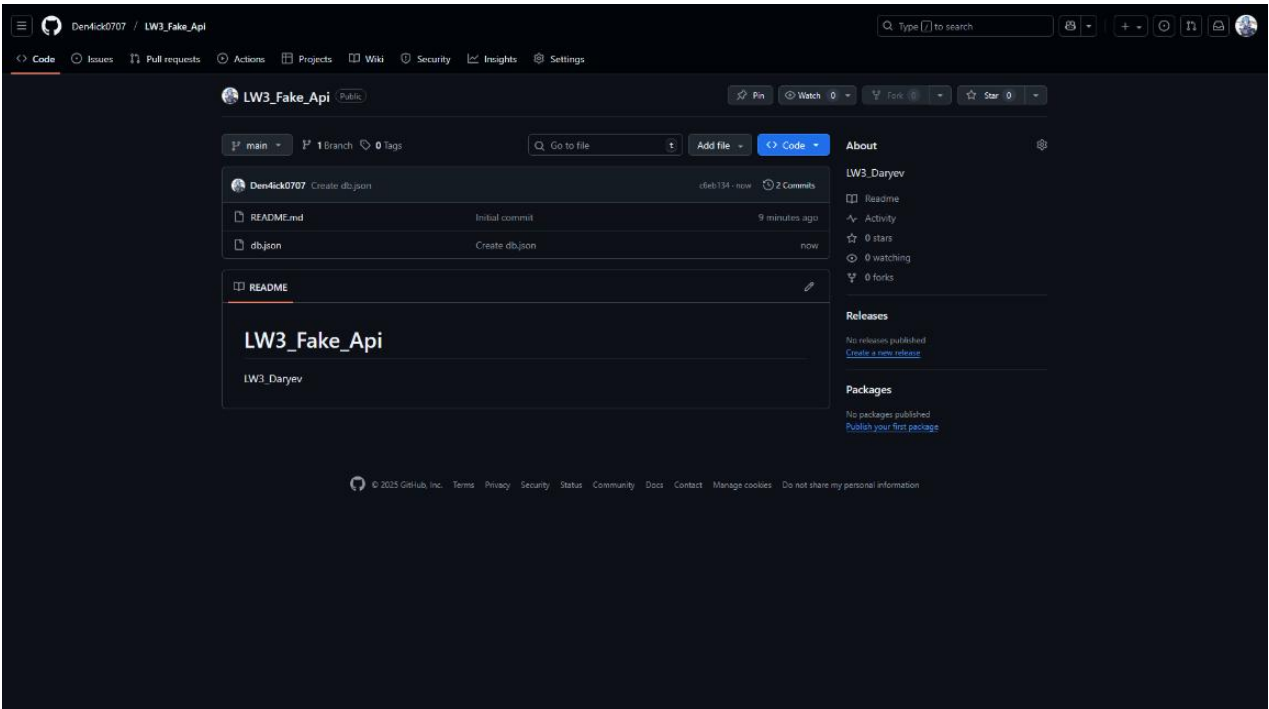 Den4ick0707 / LW3_Fake_Api
Type / to search
Code Issues Pull requests Actions Projects Wiki Security Insights Settings
LW3_Fake_Api Public
Pin Watch 0 Fork 0 Star 0
main 1 Branch 0 Tags
Go to file t Add file Code
About
LW3_Daryev
Den4ick0707 Create db.json
2 Commits
now
README.md Initial commit 9 minutes ago
db.json Create db.json now
Readme
Activity
0 stars
0 watching
0 forks
README
LW3_Fake_Api
LW3_Daryev
Releases
No releases published
Create a new release
Packages
No packages published
Publish your first package
© 2025 GitHub, Inc. Terms Privacy Security Status Community Docs Contact Manage cookies Do not share my personal information